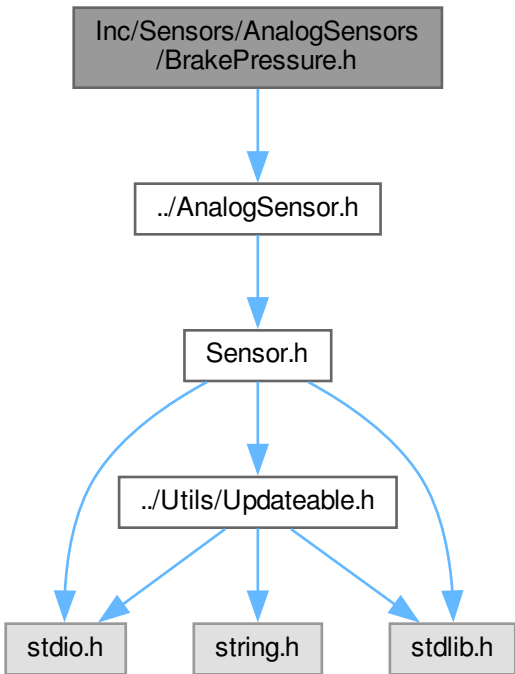 Inc/Sensors/AnalogSensors
/BrakePressure.h
../AnalogSensor.h
Sensor.h
../Utils/Updateable.h
stdio.h
string.h
stdlib.h